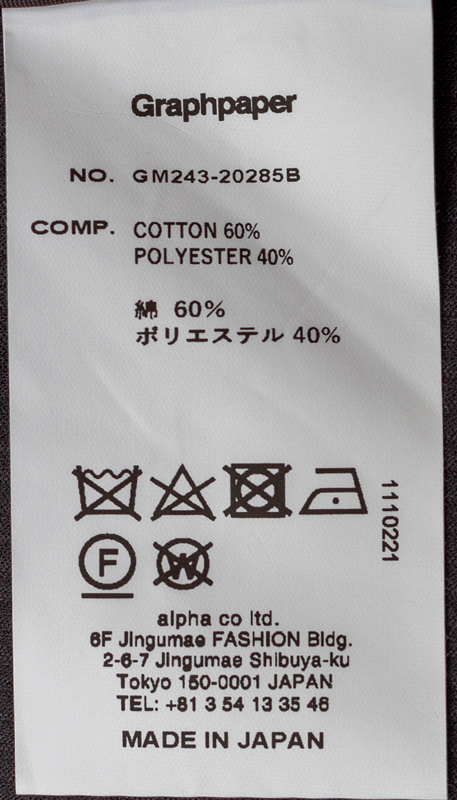 Graphpaper
NO. GM243-20285B
COMP. COTTON 60%
POLYESTER 40%
綿 60%
ポリエステル 40%
1110221
F
W
alpha co ltd.
6F Jingumae FASHION Bldg.
2-6-7 Jingumae Shibuya-ku
Tokyo 150-0001 JAPAN
TEL: +81 3 54 13 35 46
MADE IN JAPAN